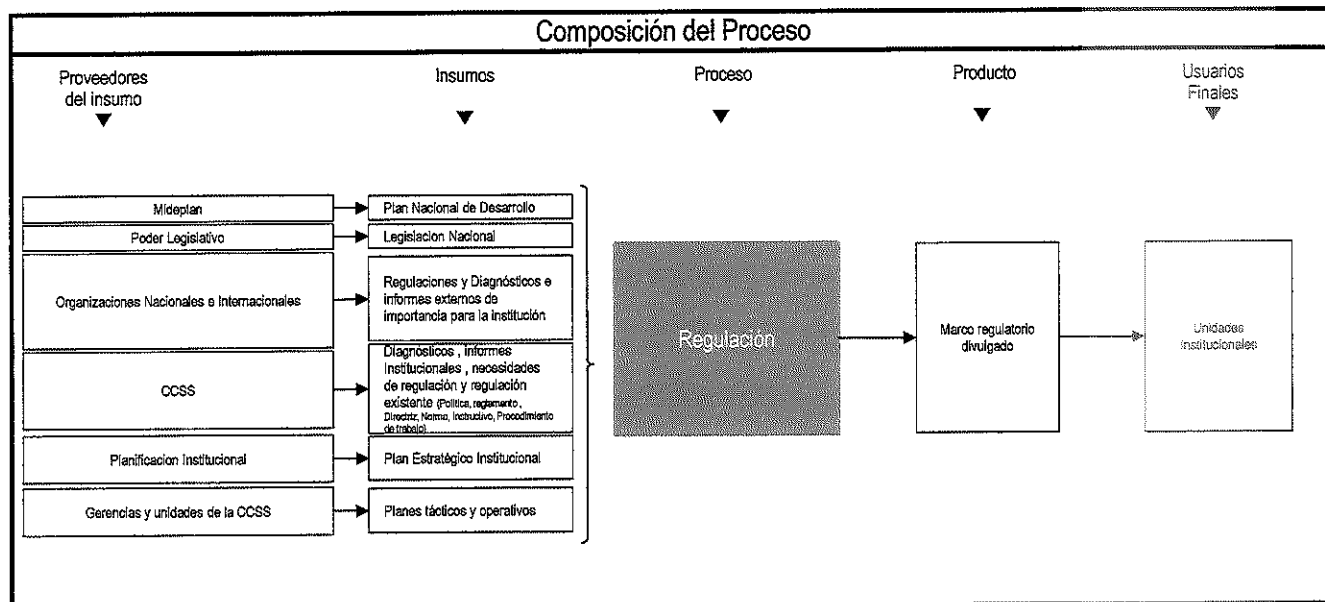 Composición del Proceso
Proveedores
del insumo
Insumos
Proceso
Producto
Usuarios
Finales
Mideplan
Plan Nacional de Desarrollo
Poder Legislativo
Legislacion Nacional
Organizaciones Nacionales e Internacionales
Regulaciones y Diagnósticos e
informes externos de
importancia para la institución
CCSS
Diagnósticos , informes
Institucionales , necesidades
de regulación y regulación
existente (Política, reglamento ,
Directriz, Norma, Instructivo, Procedimiento
de trabajo)
Planificacion Institucional
Plan Estratégico Institucional
Gerencias y unidades de la CCSS
Planes tácticos y operativos
Regulación
Marco regulatorio
divulgado
Unidades
Institucionales